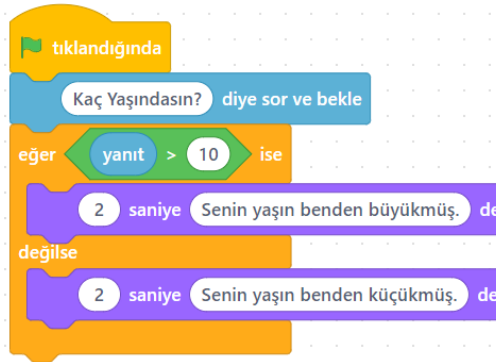 tıklandığında
Kaç Yaşındasın? diye sor ve bekle
eğer yanıt > 10 ise
2 saniye Senin yaşın benden büyükmüş. de
değilse
2 saniye Senin yaşın benden küçükmüş. de